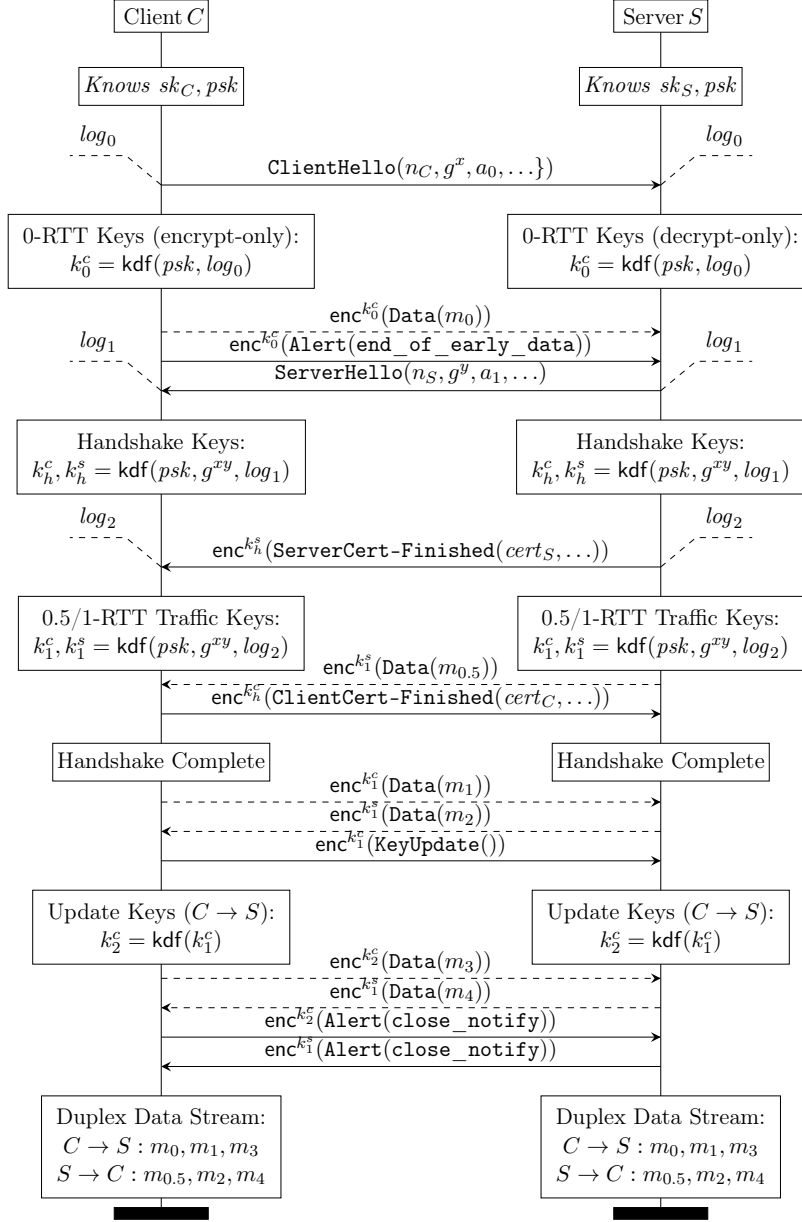 Client C Server S
Knows sk_C, psk Knows sk_S, psk
log_0 log_0
ClientHello(n_C, g^x, a_0, …})
0-RTT Keys (encrypt-only): 0-RTT Keys (decrypt-only):
k_0^c = kdf(psk, log_0) k_0^c = kdf(psk, log_0)
enc^{k_0^c}(Data(m_0))
log_1 log_1
enc^{k_0^c}(Alert(end_of_early_data))
ServerHello(n_S, g^y, a_1, …)
Handshake Keys: Handshake Keys:
k_h^c, k_h^s = kdf(psk, g^{xy}, log_1) k_h^c, k_h^s = kdf(psk, g^{xy}, log_1)
log_2 log_2
enc^{k_h^s}(ServerCert-Finished(cert_S, …))
0.5/1-RTT Traffic Keys: 0.5/1-RTT Traffic Keys:
k_1^c, k_1^s = kdf(psk, g^{xy}, log_2) k_1^c, k_1^s = kdf(psk, g^{xy}, log_2)
enc^{k_1^s}(Data(m_{0.5}))
enc^{k_h^c}(ClientCert-Finished(cert_C, …))
Handshake Complete Handshake Complete
enc^{k_1^c}(Data(m_1))
enc^{k_1^s}(Data(m_2))
enc^{k_1^c}(KeyUpdate())
Update Keys (C → S): Update Keys (C → S):
k_2^c = kdf(k_1^c) k_2^c = kdf(k_1^c)
enc^{k_2^c}(Data(m_3))
enc^{k_1^s}(Data(m_4))
enc^{k_2^c}(Alert(close_notify))
enc^{k_1^s}(Alert(close_notify))
Duplex Data Stream: Duplex Data Stream:
C → S : m_0, m_1, m_3 C → S : m_0, m_1, m_3
S → C : m_{0.5}, m_2, m_4 S → C : m_{0.5}, m_2, m_4